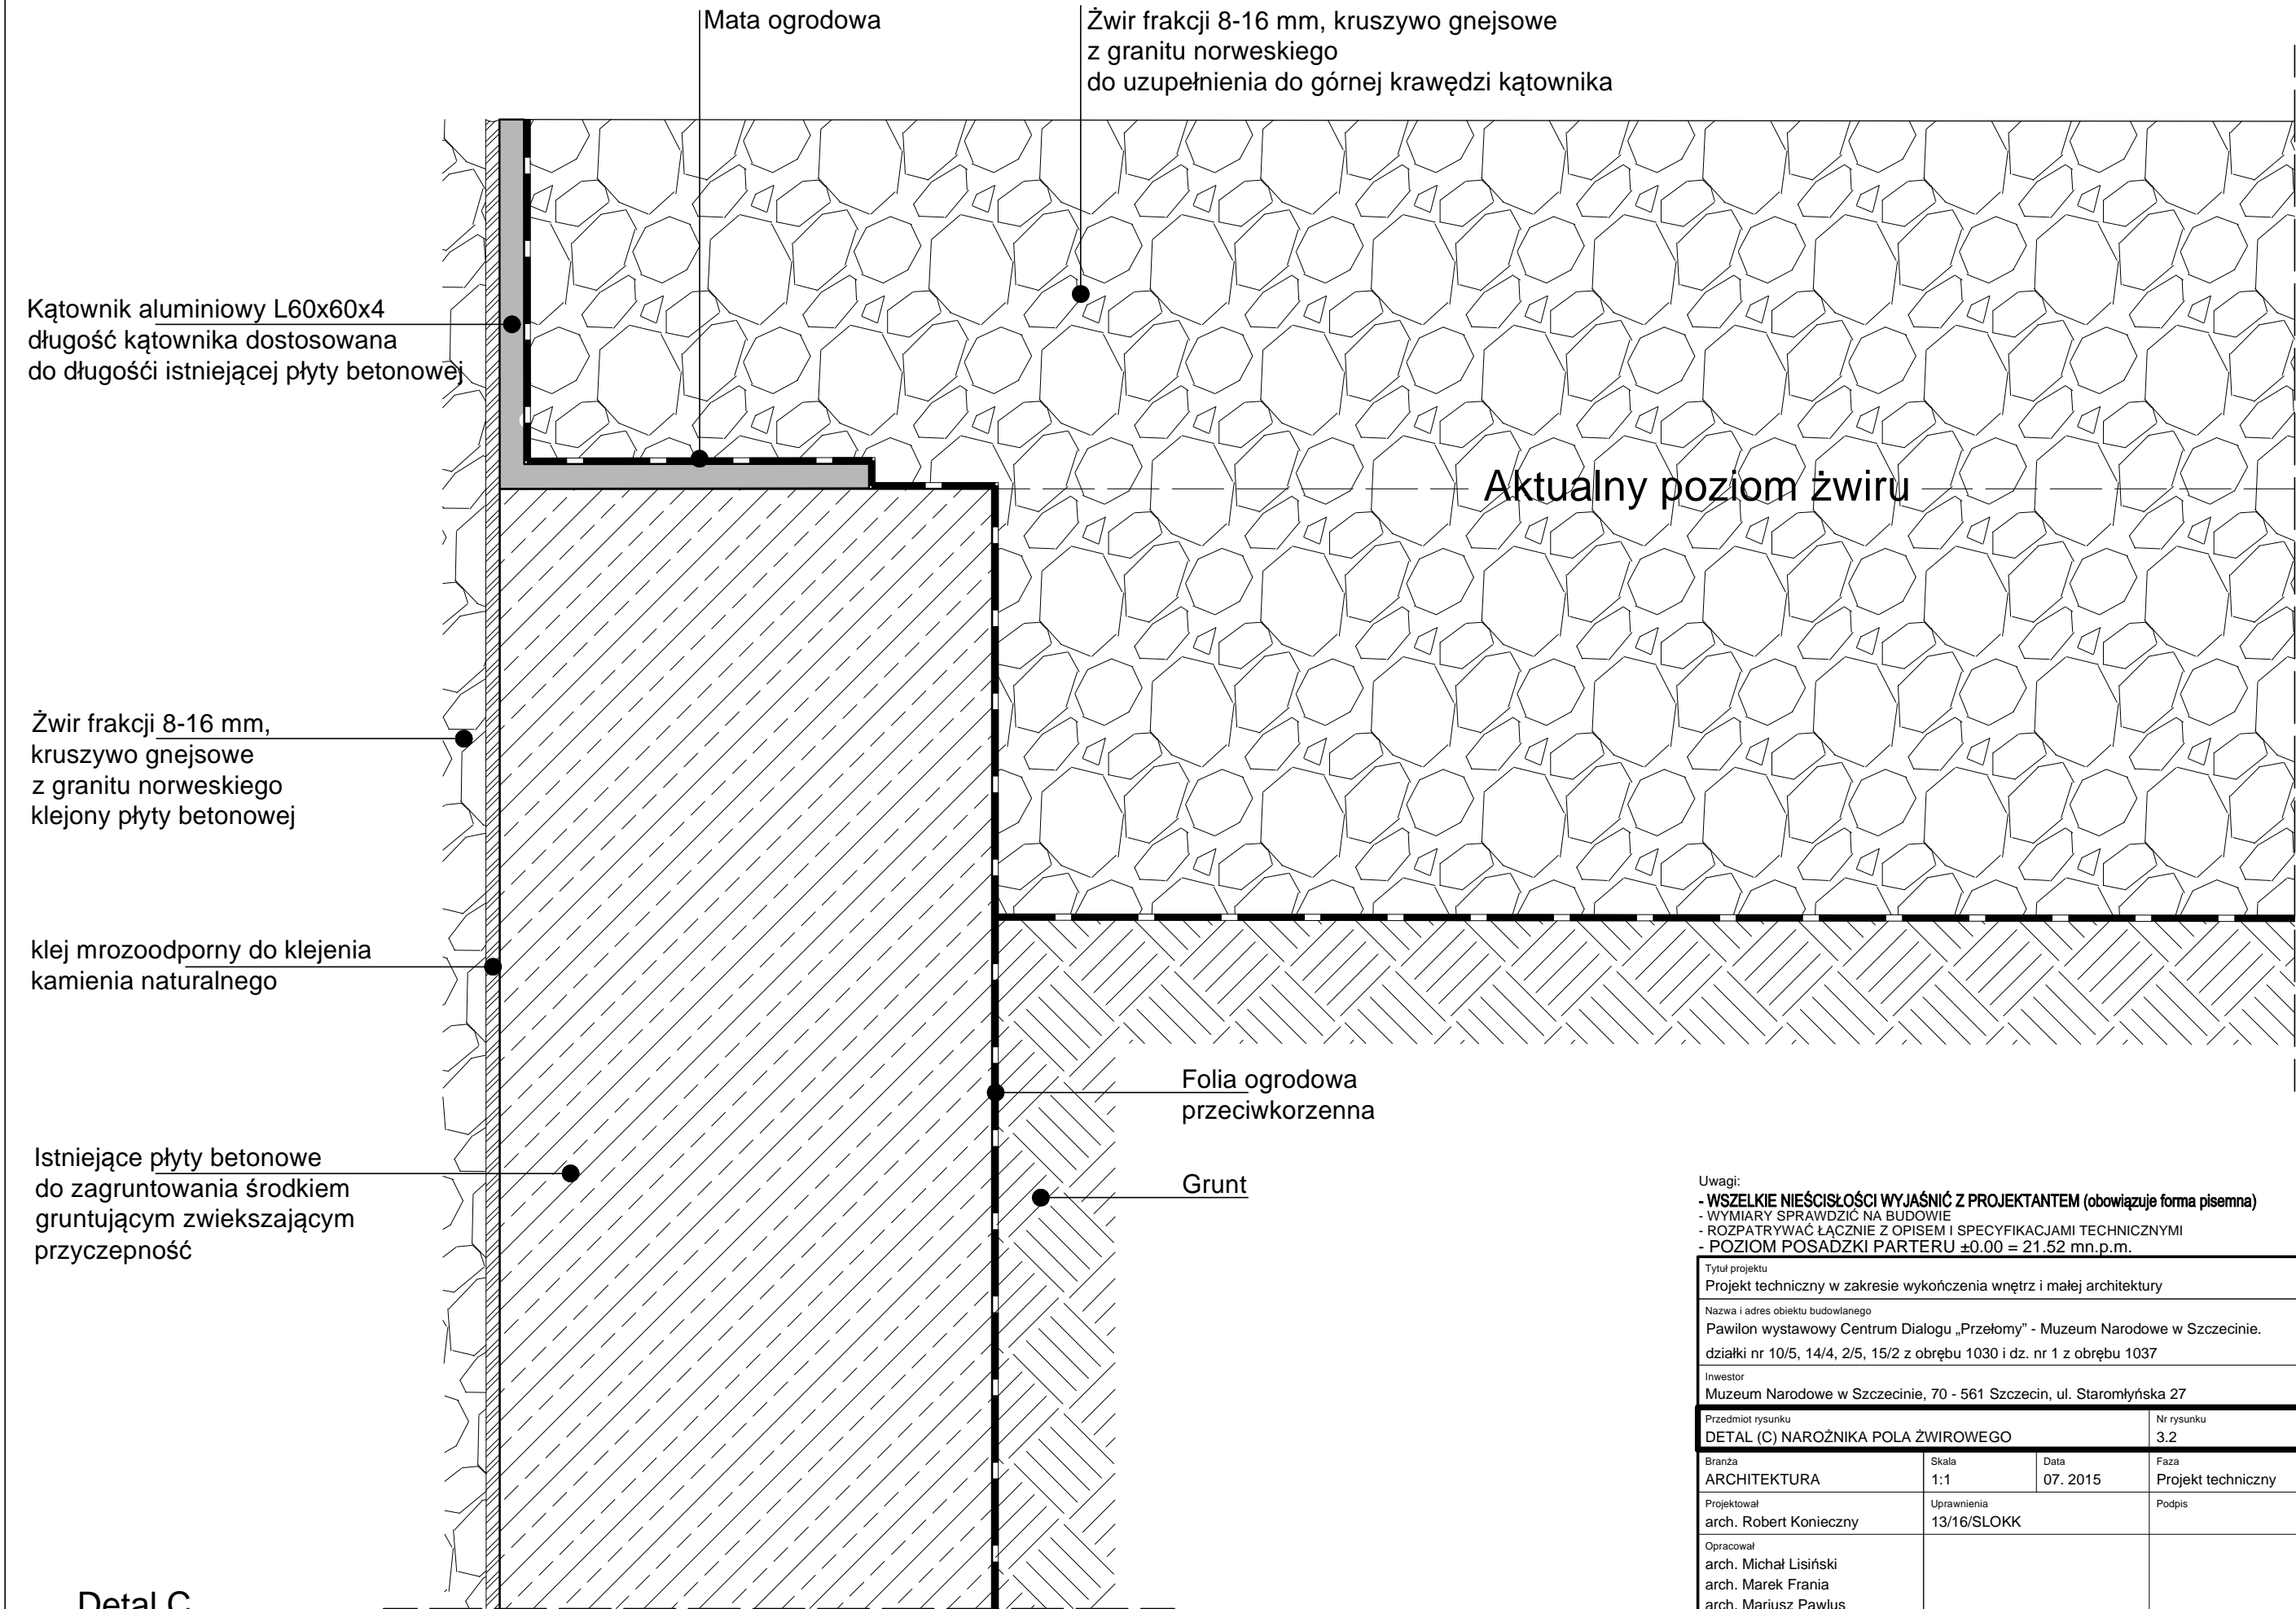 Mata ogrodowa
Żwir frakcji 8-16 mm, kruszywo gnejsowe
z granitu norweskiego
do uzupełnienia do górnej krawędzi kątownika
Kątownik aluminiowy L60x60x4
długość kątownika dostosowana
do długośći istniejącej płyty betonowej
Aktualny poziom żwiru
Żwir frakcji 8-16 mm,
kruszywo gnejsowe
z granitu norweskiego
klejony płyty betonowej
klej mrozoodporny do klejenia
kamienia naturalnego
Folia ogrodowa
przeciwkorzenna
Istniejące płyty betonowe
do zagruntowania środkiem
gruntującym zwiekszającym
przyczepność
Grunt
Uwagi:
- WSZELKIE NIEŚCISŁOŚCI WYJAŚNIĆ Z PROJEKTANTEM (obowiązuje forma pisemna)
- WYMIARY SPRAWDZIĆ NA BUDOWIE
- ROZPATRYWAĆ ŁĄCZNIE Z OPISEM I SPECYFIKACJAMI TECHNICZNYMI
- POZIOM POSADZKI PARTERU ±0.00 = 21.52 mn.p.m.
Tytuł projektu
Projekt techniczny w zakresie wykończenia wnętrz i małej architektury
Nazwa i adres obiektu budowlanego
Pawilon wystawowy Centrum Dialogu „Przełomy” - Muzeum Narodowe w Szczecinie.
działki nr 10/5, 14/4, 2/5, 15/2 z obrębu 1030 i dz. nr 1 z obrębu 1037
Inwestor
Muzeum Narodowe w Szczecinie, 70 - 561 Szczecin, ul. Staromłyńska 27
Przedmiot rysunku Nr rysunku
DETAL (C) NAROŻNIKA POLA ŻWIROWEGO 3.2
Branża Skala Data Faza
ARCHITEKTURA 1:1 07. 2015 Projekt techniczny
Projektował Uprawnienia Podpis
arch. Robert Konieczny 13/16/SLOKK
Opracował
arch. Michał Lisiński
arch. Marek Frania
arch. Mariusz Pawlus
Detal C